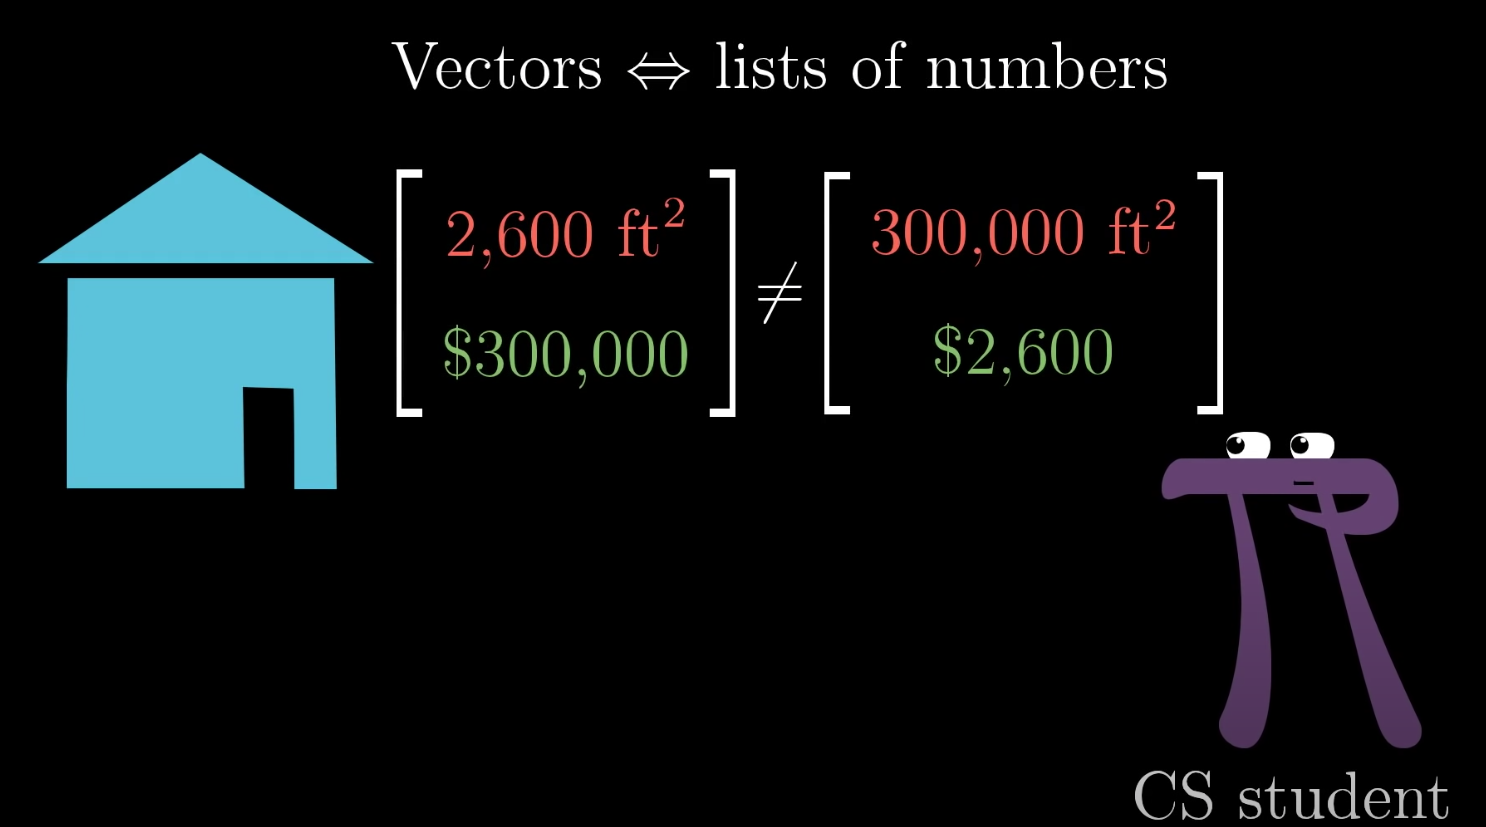 Vectors ⇔ lists of numbers
2,600 ft² ≠ 300,000 ft²
$300,000 $2,600
CS student